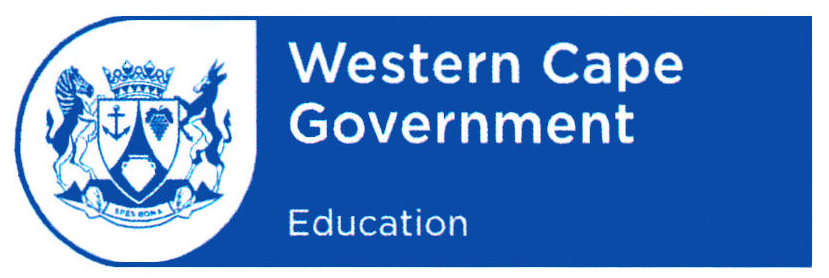 SPES BONA
Western Cape
Government
Education